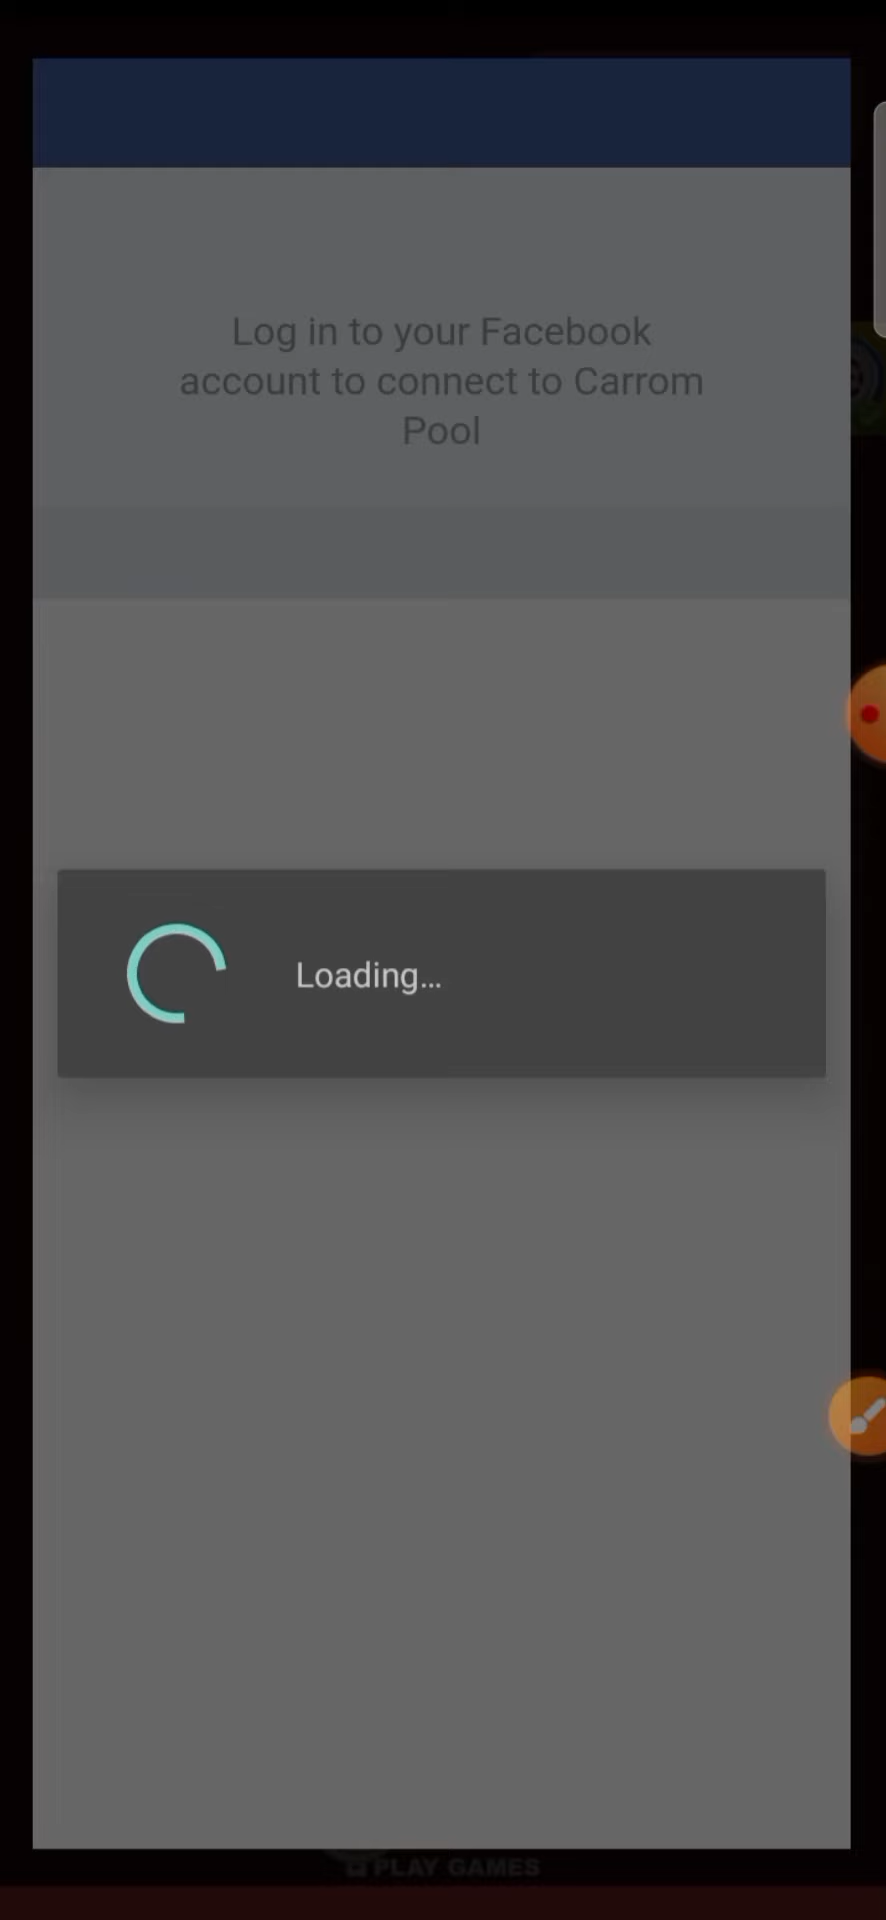 Log in to your Facebook
account to connect to Carrom
Pool
Loading...
PLAY GAMES